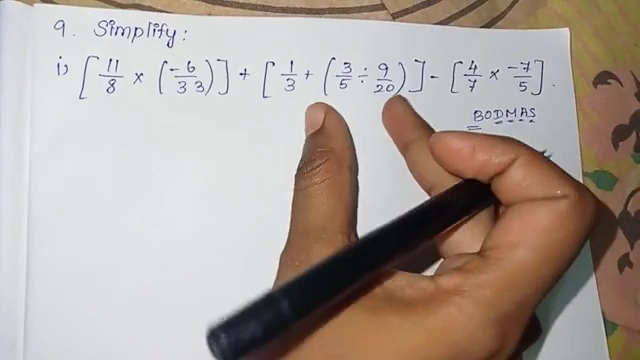 9. Simplify:
i) [11/8 × (-6/33)] + [1/3 + (3/5 ÷ 9/20)] - [4/7 × -7/5].
BODMAS